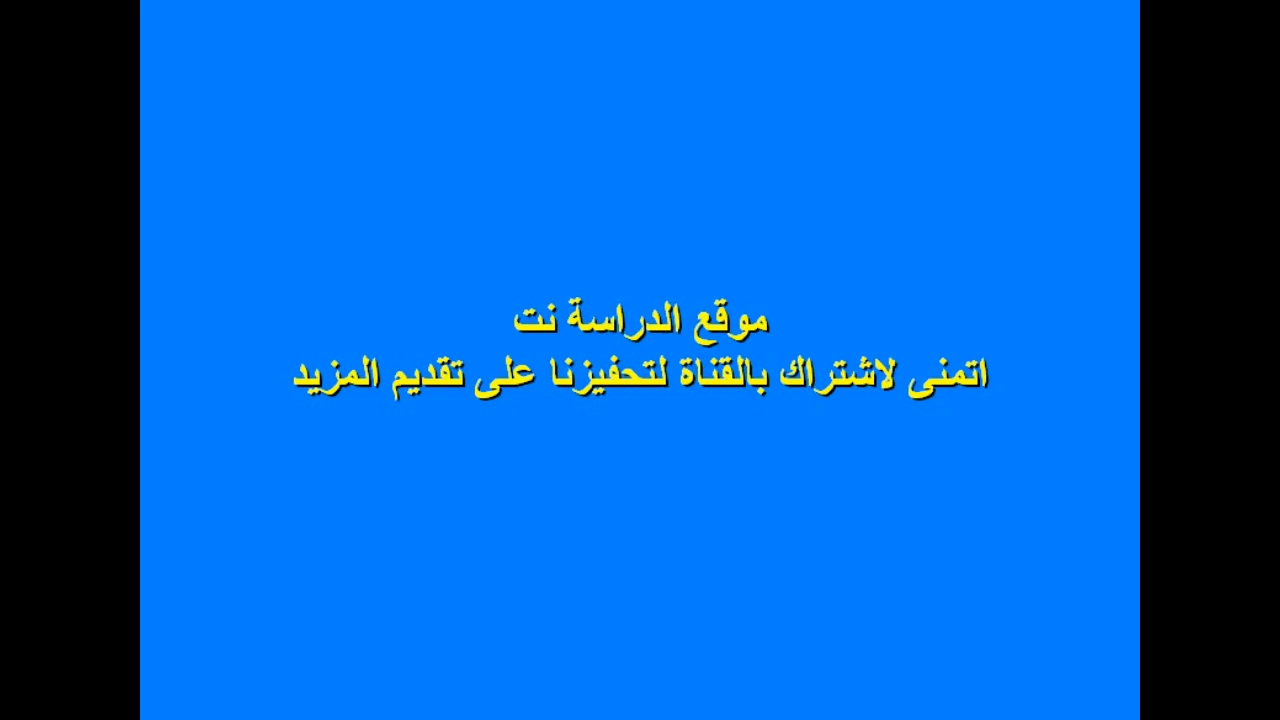 موقع الدراسة نت
اتمنى لاشتراك بالقناة لتحفيزنا على تقديم المزيد